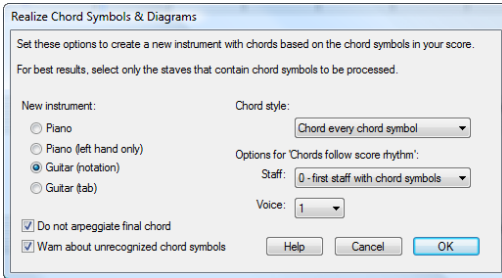 Realize Chord Symbols & Diagrams
Set these options to create a new instrument with chords based on the chord symbols in your score.
For best results, select only the staves that contain chord symbols to be processed.
New instrument:
Piano
Piano (left hand only)
Guitar (notation)
Guitar (tab)
Do not arpeggiate final chord
Warn about unrecognized chord symbols
Chord style:
Chord every chord symbol
Options for 'Chords follow score rhythm':
Staff: 0 - first staff with chord symbols
Voice: 1
Help Cancel OK